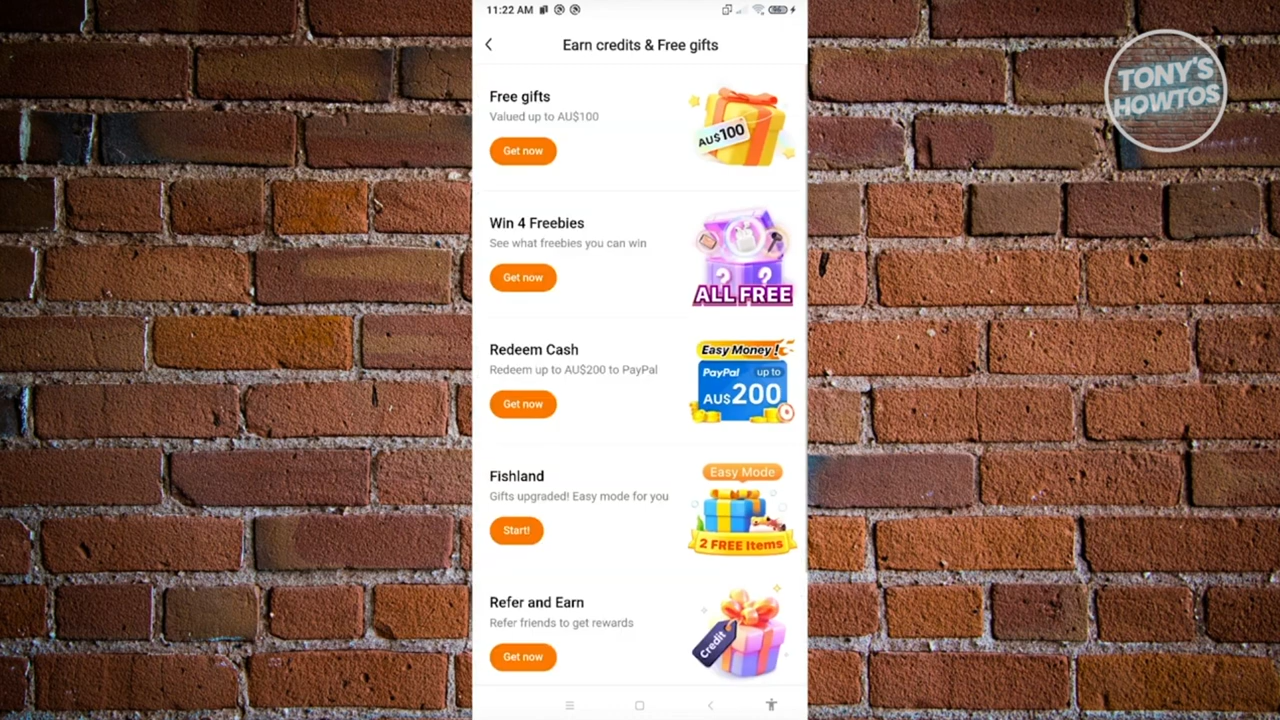 11:22 AM
Earn credits & Free gifts
TONY'S
HOWTOS
Free gifts
Valued up to AU$100
Get now
AU$100
Win 4 Freebies
See what freebies you can win
Get now
ALL FREE
Redeem Cash
Redeem up to AU$200 to PayPal
Get now
Easy Money!
PayPal up to
AU$200
Fishland
Gifts upgraded! Easy mode for you
Start!
Easy Mode
2 FREE Items
Refer and Earn
Refer friends to get rewards
Get now
Credit